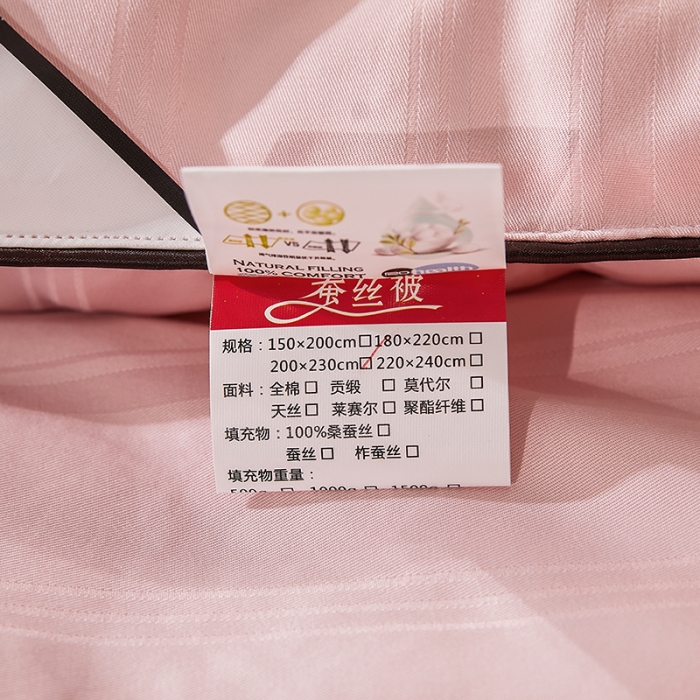 VS
NATURAL FILLING
100% COMFORT
蚕丝被
规格：150×200cm□180×220cm□
200×230cm☑220×240cm□
面料：全棉□ 贡缎 □ 莫代尔 □
天丝□ 莱赛尔□ 聚酯纤维□
填充物：100%桑蚕丝□
蚕丝□ 柞蚕丝□
填充物重量：